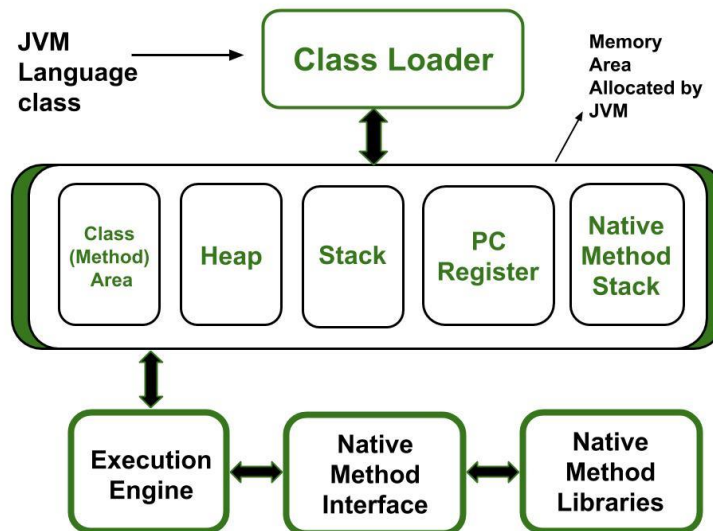 JVM
Language
class
Class Loader
Memory
Area
Allocated by
JVM
Class
(Method)
Area
Heap
Stack
PC
Register
Native
Method
Stack
Execution
Engine
Native
Method
Interface
Native
Method
Libraries